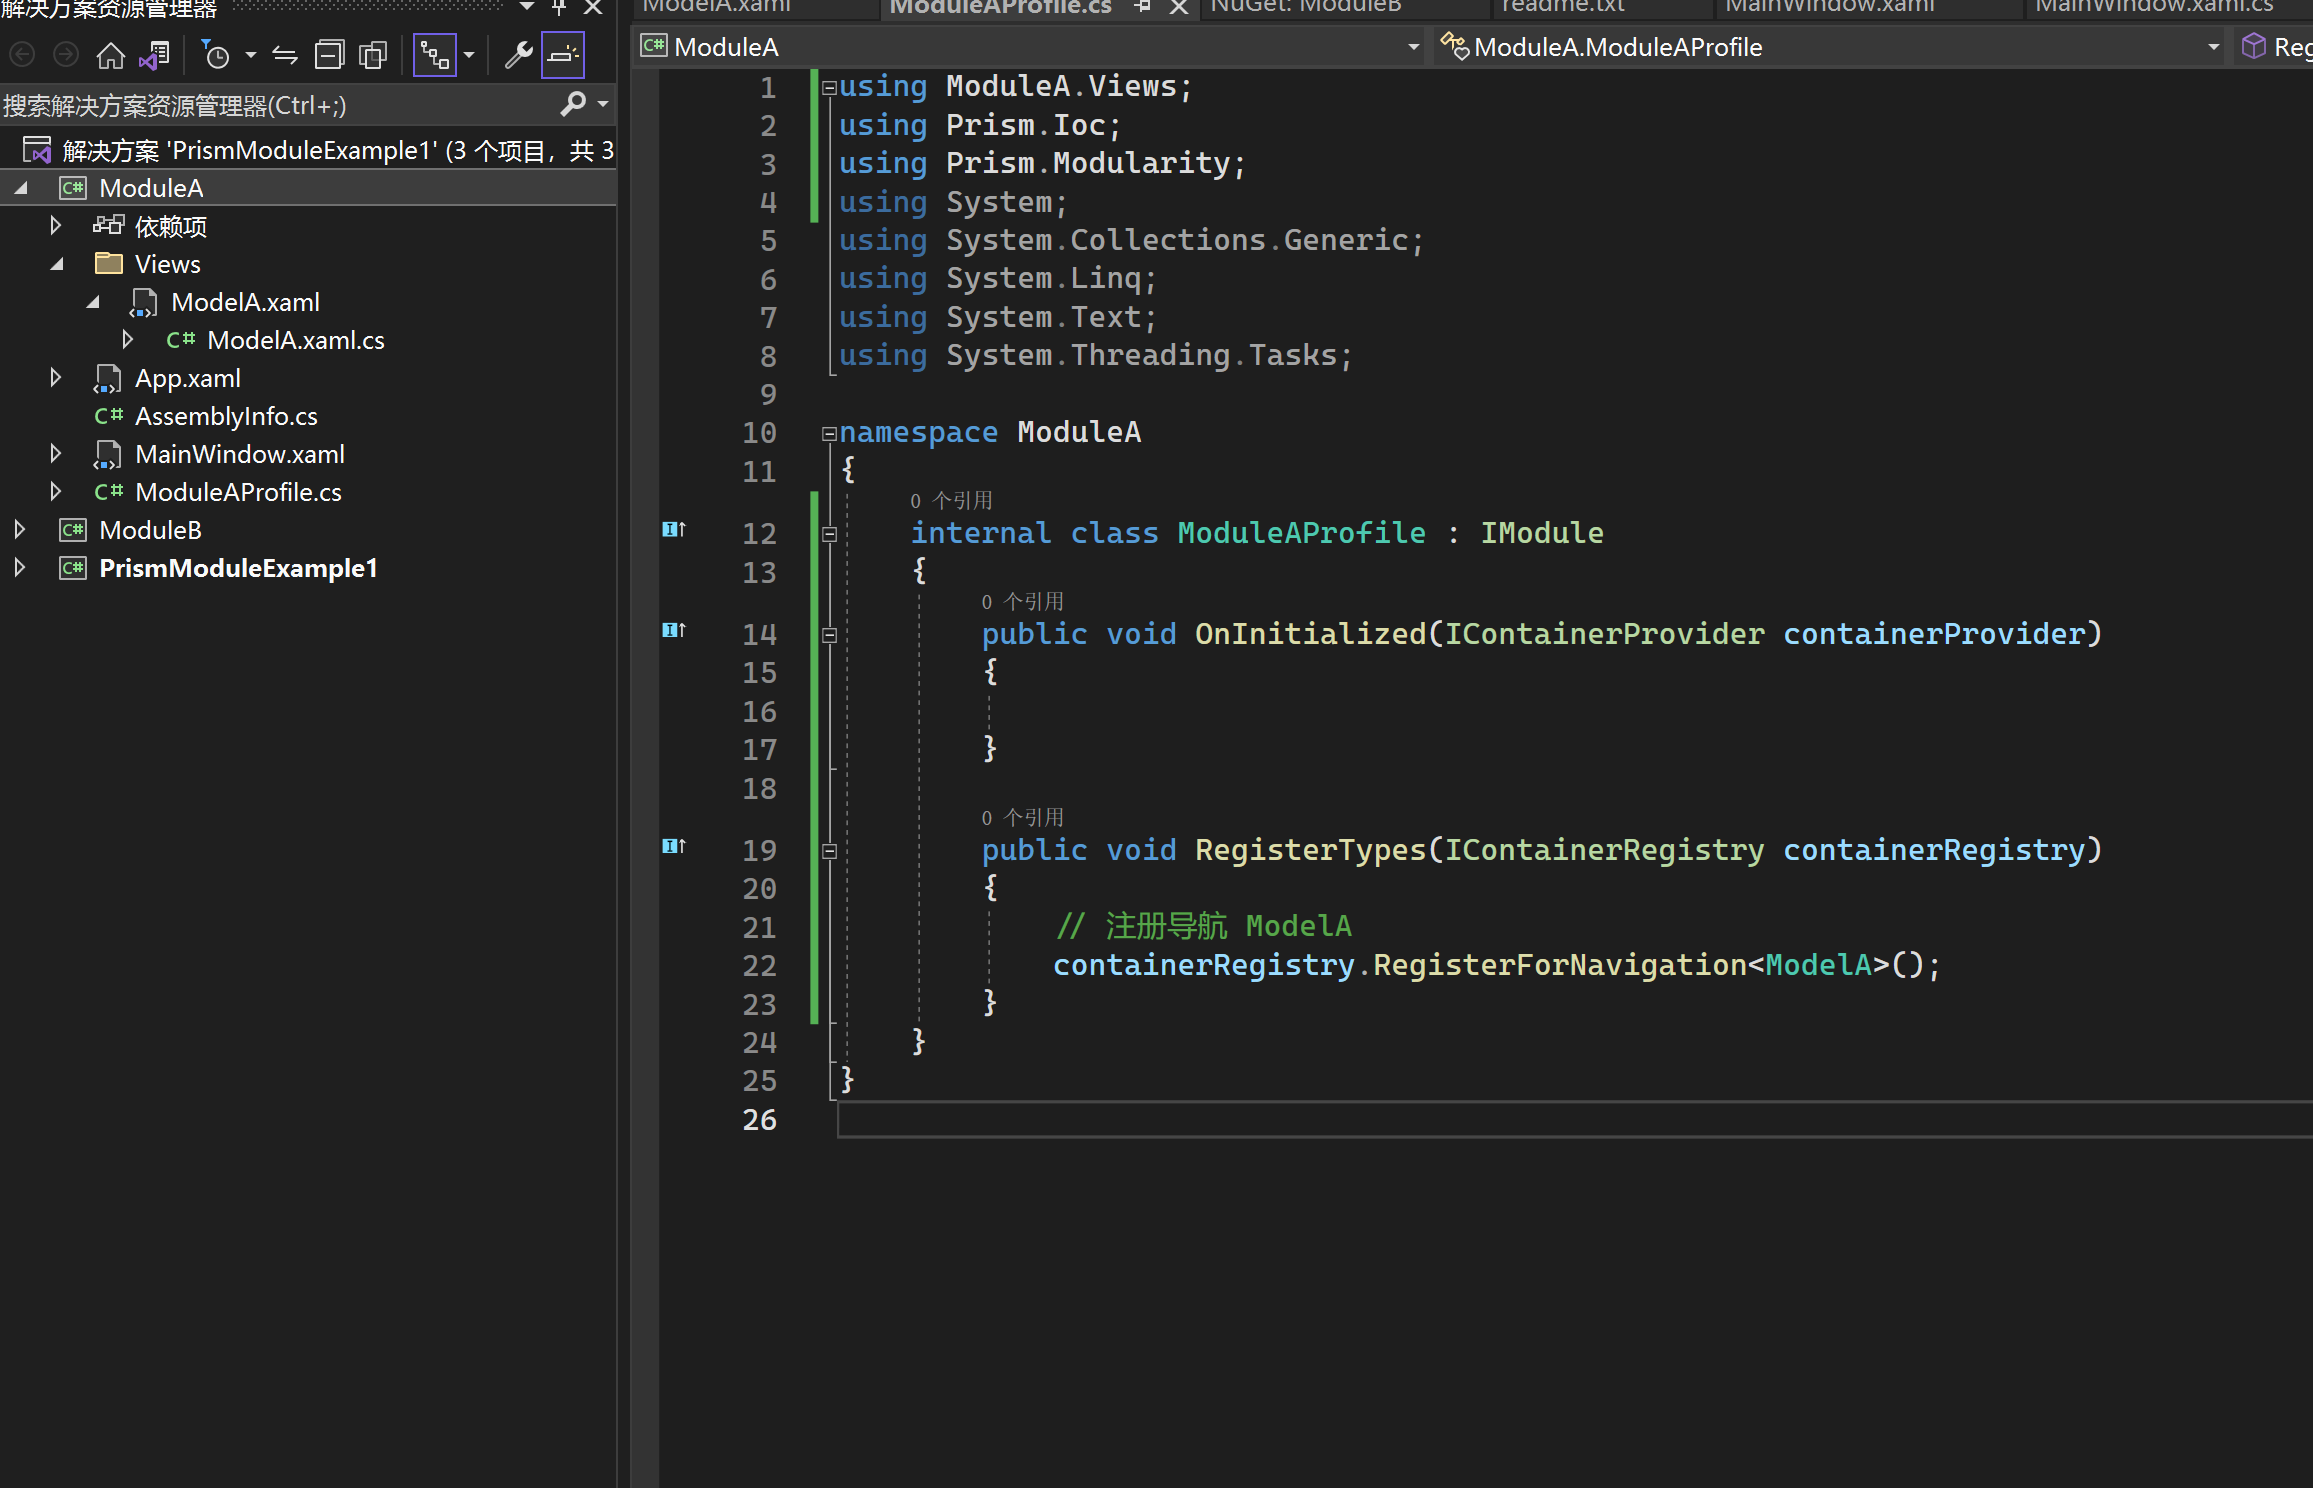 解决方案资源管理器
搜索解决方案资源管理器(Ctrl+;)
解决方案 'PrismModuleExample1' (3 个项目，共 3
ModuleA
依赖项
Views
ModelA.xaml
ModelA.xaml.cs
App.xaml
AssemblyInfo.cs
MainWindow.xaml
ModuleAProfile.cs
ModuleB
PrismModuleExample1
ModelA.xaml ModuleAProfile.cs NuGet: ModuleB readme.txt MainWindow.xaml MainWindow.xaml.cs
ModuleA ModuleA.ModuleAProfile Reg
1 using ModuleA.Views;
2 using Prism.Ioc;
3 using Prism.Modularity;
4 using System;
5 using System.Collections.Generic;
6 using System.Linq;
7 using System.Text;
8 using System.Threading.Tasks;
9
10 namespace ModuleA
11 {
0 个引用
12 internal class ModuleAProfile : IModule
13 {
0 个引用
14 public void OnInitialized(IContainerProvider containerProvider)
15 {
16
17 }
18
0 个引用
19 public void RegisterTypes(IContainerRegistry containerRegistry)
20 {
21 // 注册导航 ModelA
22 containerRegistry.RegisterForNavigation<ModelA>();
23 }
24 }
25 }
26